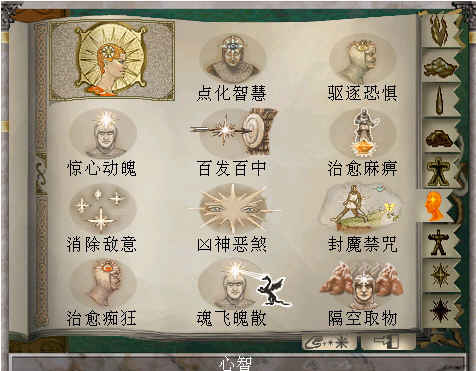 点化智慧 驱逐恐惧
惊心动魄 百发百中 治愈麻痹
消除敌意 凶神恶煞 封魔禁咒
治愈痴狂 魂飞魄散 隔空取物
心智